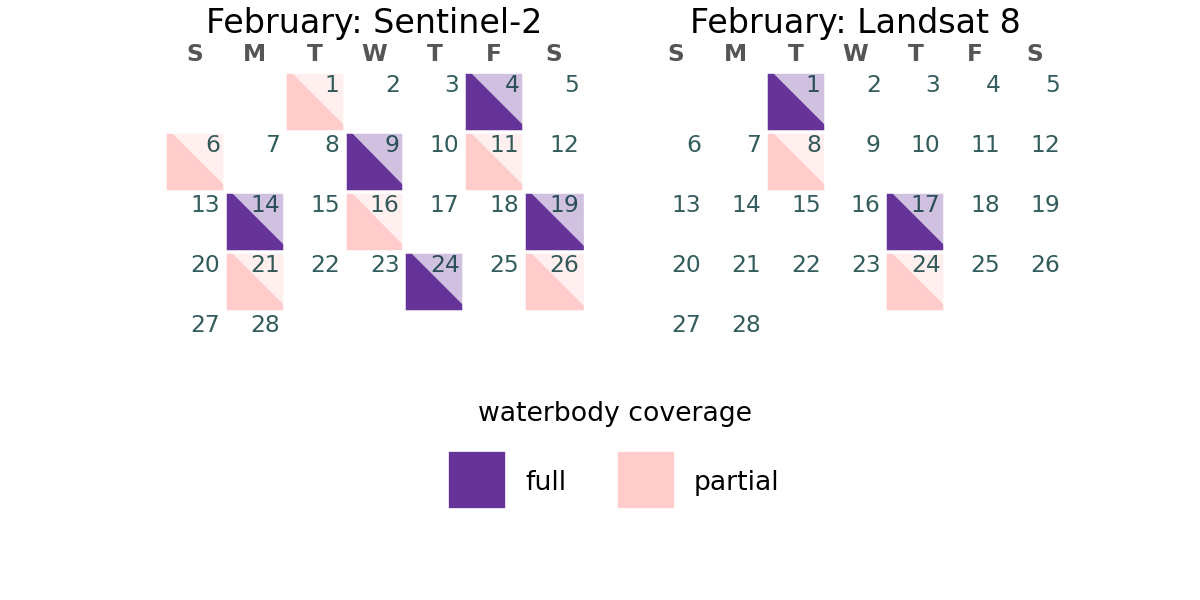 February: Sentinel-2
S M T W T F S
1 2 3 4 5
6 7 8 9 10 11 12
13 14 15 16 17 18 19
20 21 22 23 24 25 26
27 28
February: Landsat 8
S M T W T F S
1 2 3 4 5
6 7 8 9 10 11 12
13 14 15 16 17 18 19
20 21 22 23 24 25 26
27 28
waterbody coverage
full
partial